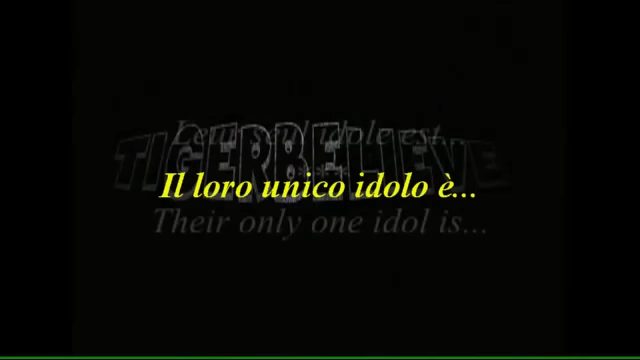 Leur seul idole est...
TIGERBELIEVE
Il loro unico idolo è...
Their only one idol is...